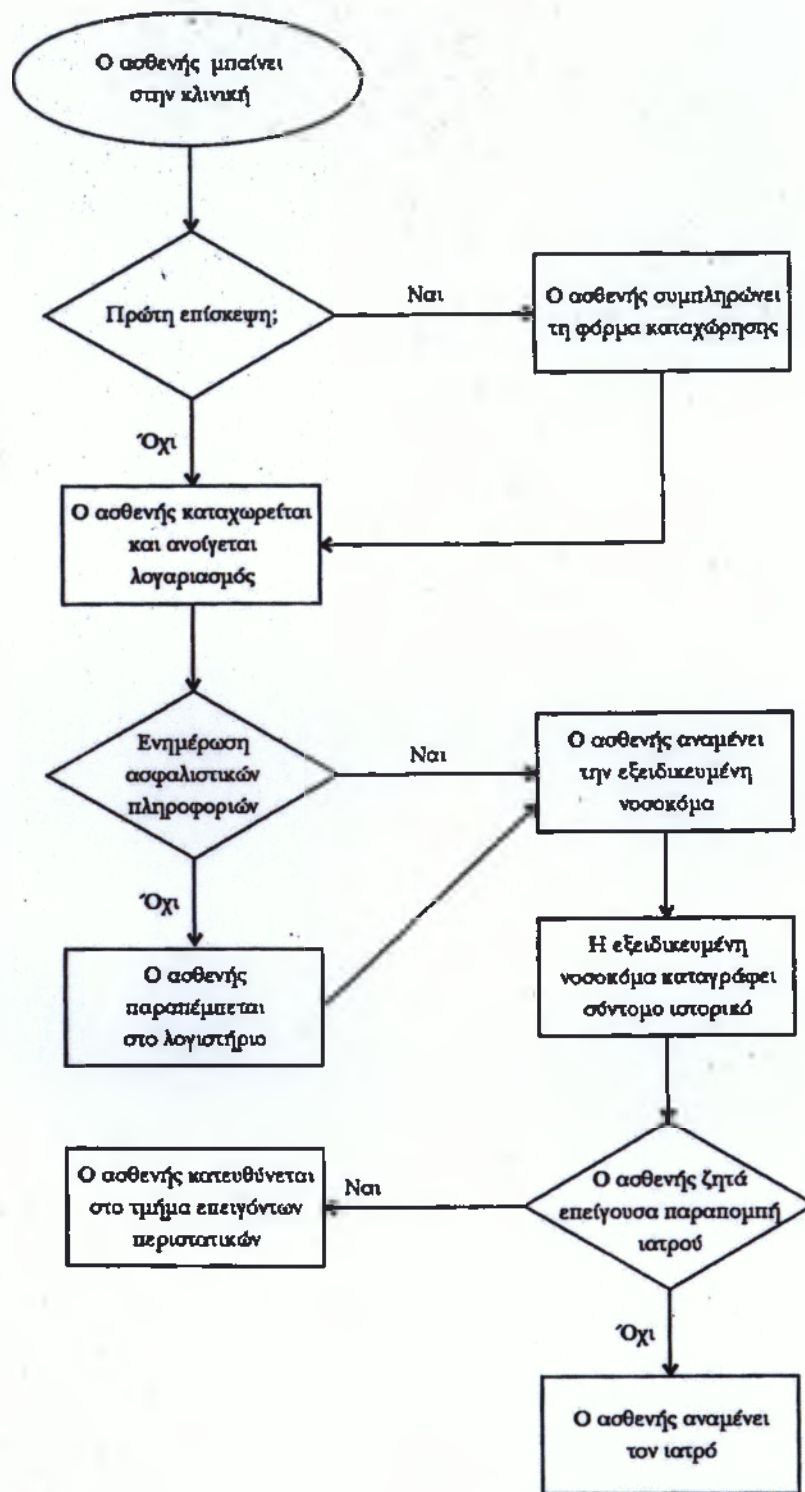 Ο ασθενής μπαίνει
στην κλινική
Πρώτη επίσκεψη;
Ναι
Ο ασθενής συμπληρώνει
τη φόρμα καταχώρησης
Όχι
Ο ασθενής καταχωρείται
και ανοίγεται
λογαριασμός
Ενημέρωση
ασφαλιστικών
πληροφοριών
Ναι
Ο ασθενής αναμένει
την εξειδικευμένη
νοσοκόμα
Όχι
Ο ασθενής
παραπέμπεται
στο λογιστήριο
Η εξειδικευμένη
νοσοκόμα καταγράφει
σύντομο ιστορικό
Ο ασθενής ζητά
επείγουσα παραπομπή
ιατρού
Ναι
Ο ασθενής κατευθύνεται
στο τμήμα επειγόντων
περιστατικών
Όχι
Ο ασθενής αναμένει
τον ιατρό